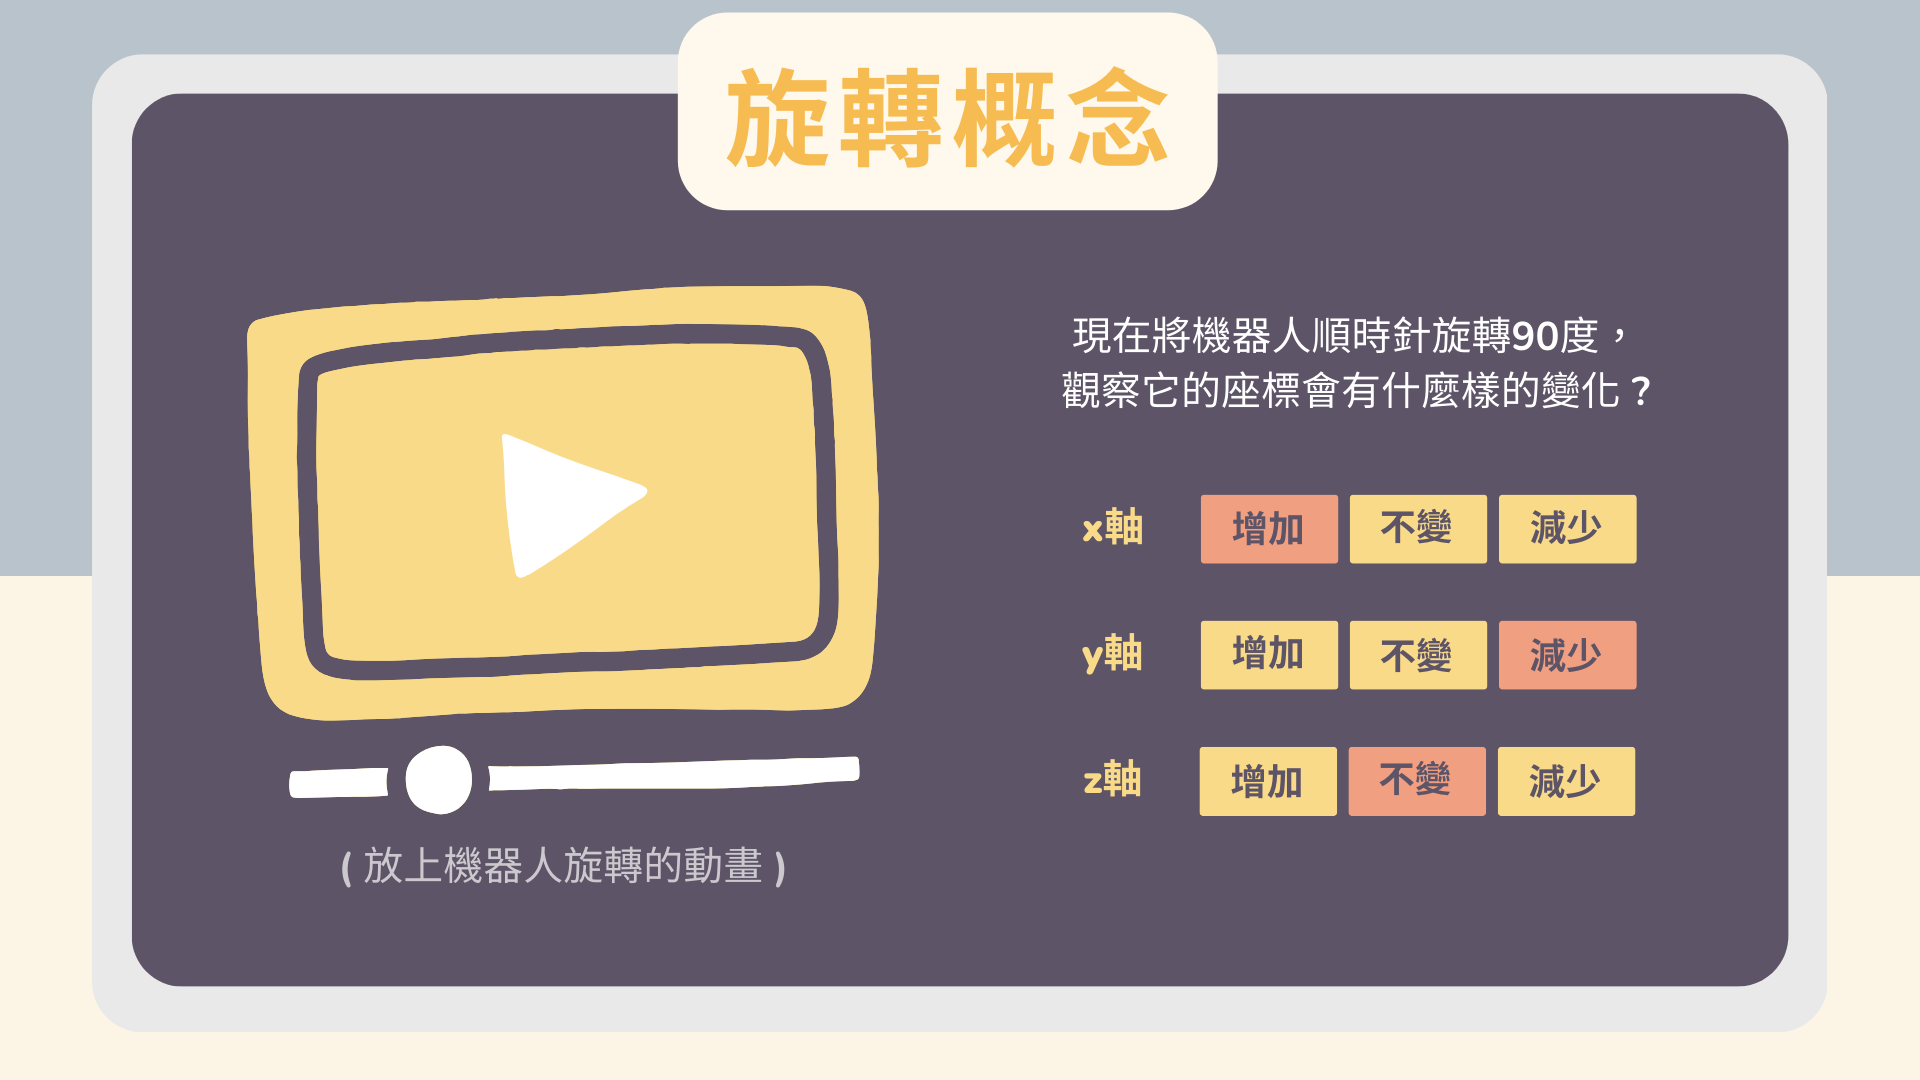 旋轉概念
現在將機器人順時針旋轉90度，
觀察它的座標會有什麼樣的變化？
x軸 增加 不變 減少
y軸 增加 不變 減少
z軸 增加 不變 減少
( 放上機器人旋轉的動畫 )